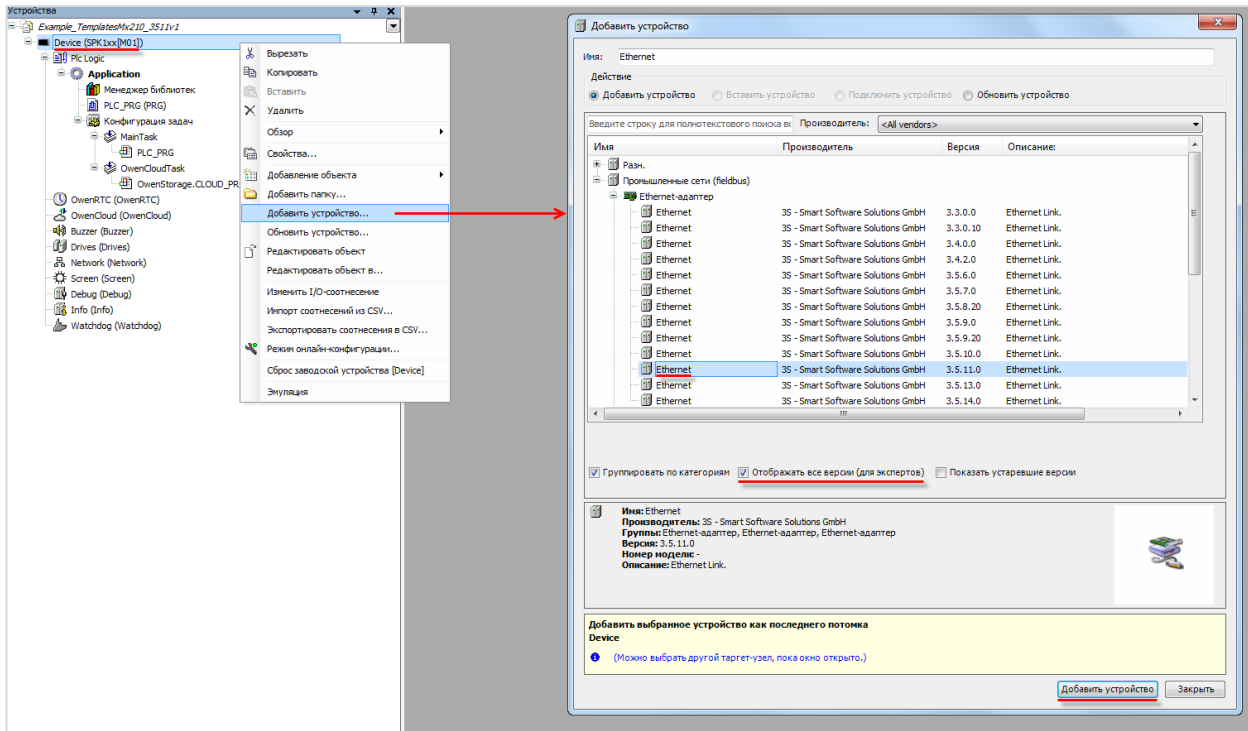 Устройства
Example_TemplatesMx210_3511v1
Device (SPK1xx[M01])
Plc Logic
Application
Менеджер библиотек
PLC_PRG (PRG)
Конфигурация задач
MainTask
PLC_PRG
OwenCloudTask
OwenStorage.CLOUD_PR
OwenRTC (OwenRTC)
OwenCloud (OwenCloud)
Buzzer (Buzzer)
Drives (Drives)
Network (Network)
Screen (Screen)
Debug (Debug)
Info (Info)
Watchdog (Watchdog)
Вырезать
Копировать
Вставить
Удалить
Обзор
Свойства...
Добавление объекта
Добавить папку...
Добавить устройство...
Обновить устройство...
Редактировать объект
Редактировать объект в...
Изменить I/O-соотнесение
Импорт соотнесений из CSV...
Экспортировать соотнесения в CSV...
Режим онлайн-конфигурации...
Сброс заводской устройства [Device]
Эмуляция
Добавить устройство
Имя: Ethernet
Действие
Добавить устройство Вставить устройство Подключить устройство Обновить устройство
Введите строку для полнотекстового поиска вс Производитель: <All vendors>
Имя Производитель Версия Описание:
Разн.
Промышленные сети (fieldbus)
Ethernet-адаптер
Ethernet 3S - Smart Software Solutions GmbH 3.3.0.0 Ethernet Link.
Ethernet 3S - Smart Software Solutions GmbH 3.3.0.10 Ethernet Link.
Ethernet 3S - Smart Software Solutions GmbH 3.4.0.0 Ethernet Link.
Ethernet 3S - Smart Software Solutions GmbH 3.4.2.0 Ethernet Link.
Ethernet 3S - Smart Software Solutions GmbH 3.5.6.0 Ethernet Link.
Ethernet 3S - Smart Software Solutions GmbH 3.5.7.0 Ethernet Link.
Ethernet 3S - Smart Software Solutions GmbH 3.5.8.20 Ethernet Link.
Ethernet 3S - Smart Software Solutions GmbH 3.5.9.0 Ethernet Link.
Ethernet 3S - Smart Software Solutions GmbH 3.5.9.20 Ethernet Link.
Ethernet 3S - Smart Software Solutions GmbH 3.5.10.0 Ethernet Link.
Ethernet 3S - Smart Software Solutions GmbH 3.5.11.0 Ethernet Link.
Ethernet 3S - Smart Software Solutions GmbH 3.5.13.0 Ethernet Link.
Ethernet 3S - Smart Software Solutions GmbH 3.5.14.0 Ethernet Link.
Группировать по категориям Отображать все версии (для экспертов) Показать устаревшие версии
Имя: Ethernet
Производитель: 3S - Smart Software Solutions GmbH
Группы: Ethernet-адаптер, Ethernet-адаптер, Ethernet-адаптер
Версия: 3.5.11.0
Номер модели: -
Описание: Ethernet Link.
Добавить выбранное устройство как последнего потомка
Device
(Можно выбрать другой таргет-узел, пока окно открыто.)
Добавить устройство Закрыть